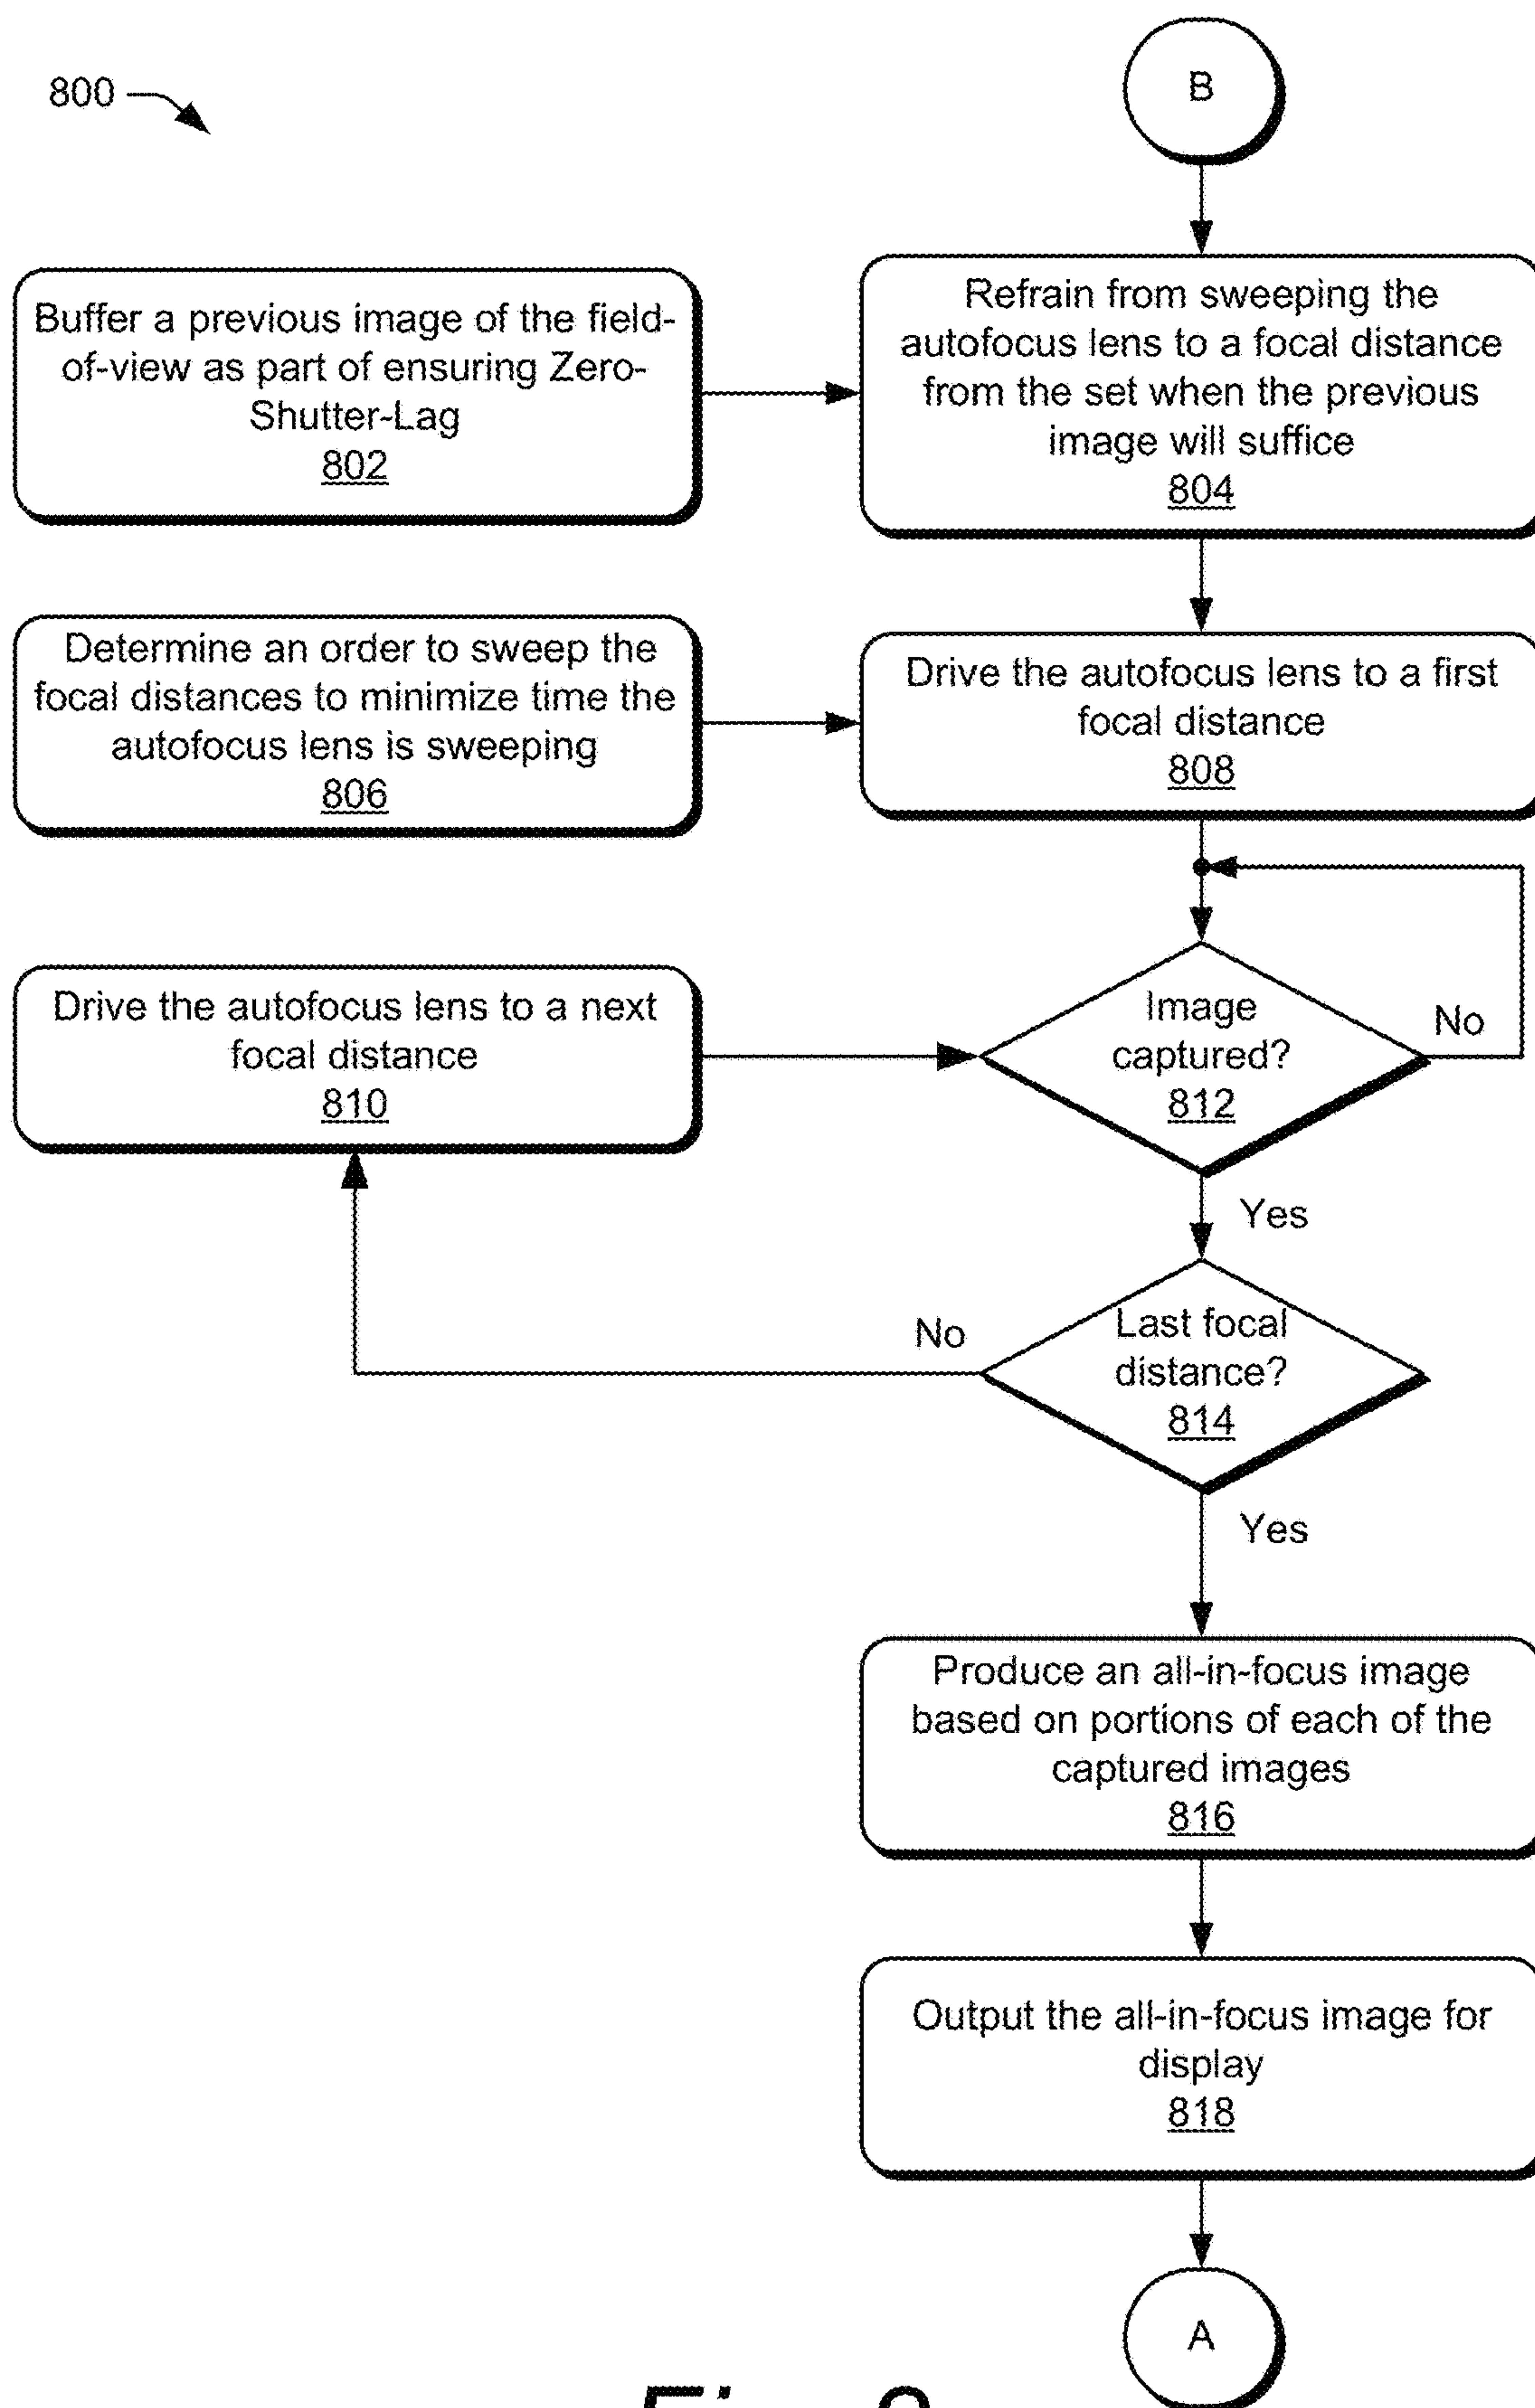 800
B
Buffer a previous image of the field-
of-view as part of ensuring Zero-
Shutter-Lag
802
Refrain from sweeping the
autofocus lens to a focal distance
from the set when the previous
image will suffice
804
Determine an order to sweep the
focal distances to minimize time the
autofocus lens is sweeping
806
Drive the autofocus lens to a first
focal distance
808
Drive the autofocus lens to a next
focal distance
810
Image
captured?
812
No
Yes
Last focal
distance?
814
No
Yes
Produce an all-in-focus image
based on portions of each of the
captured images
816
Output the all-in-focus image for
display
818
A